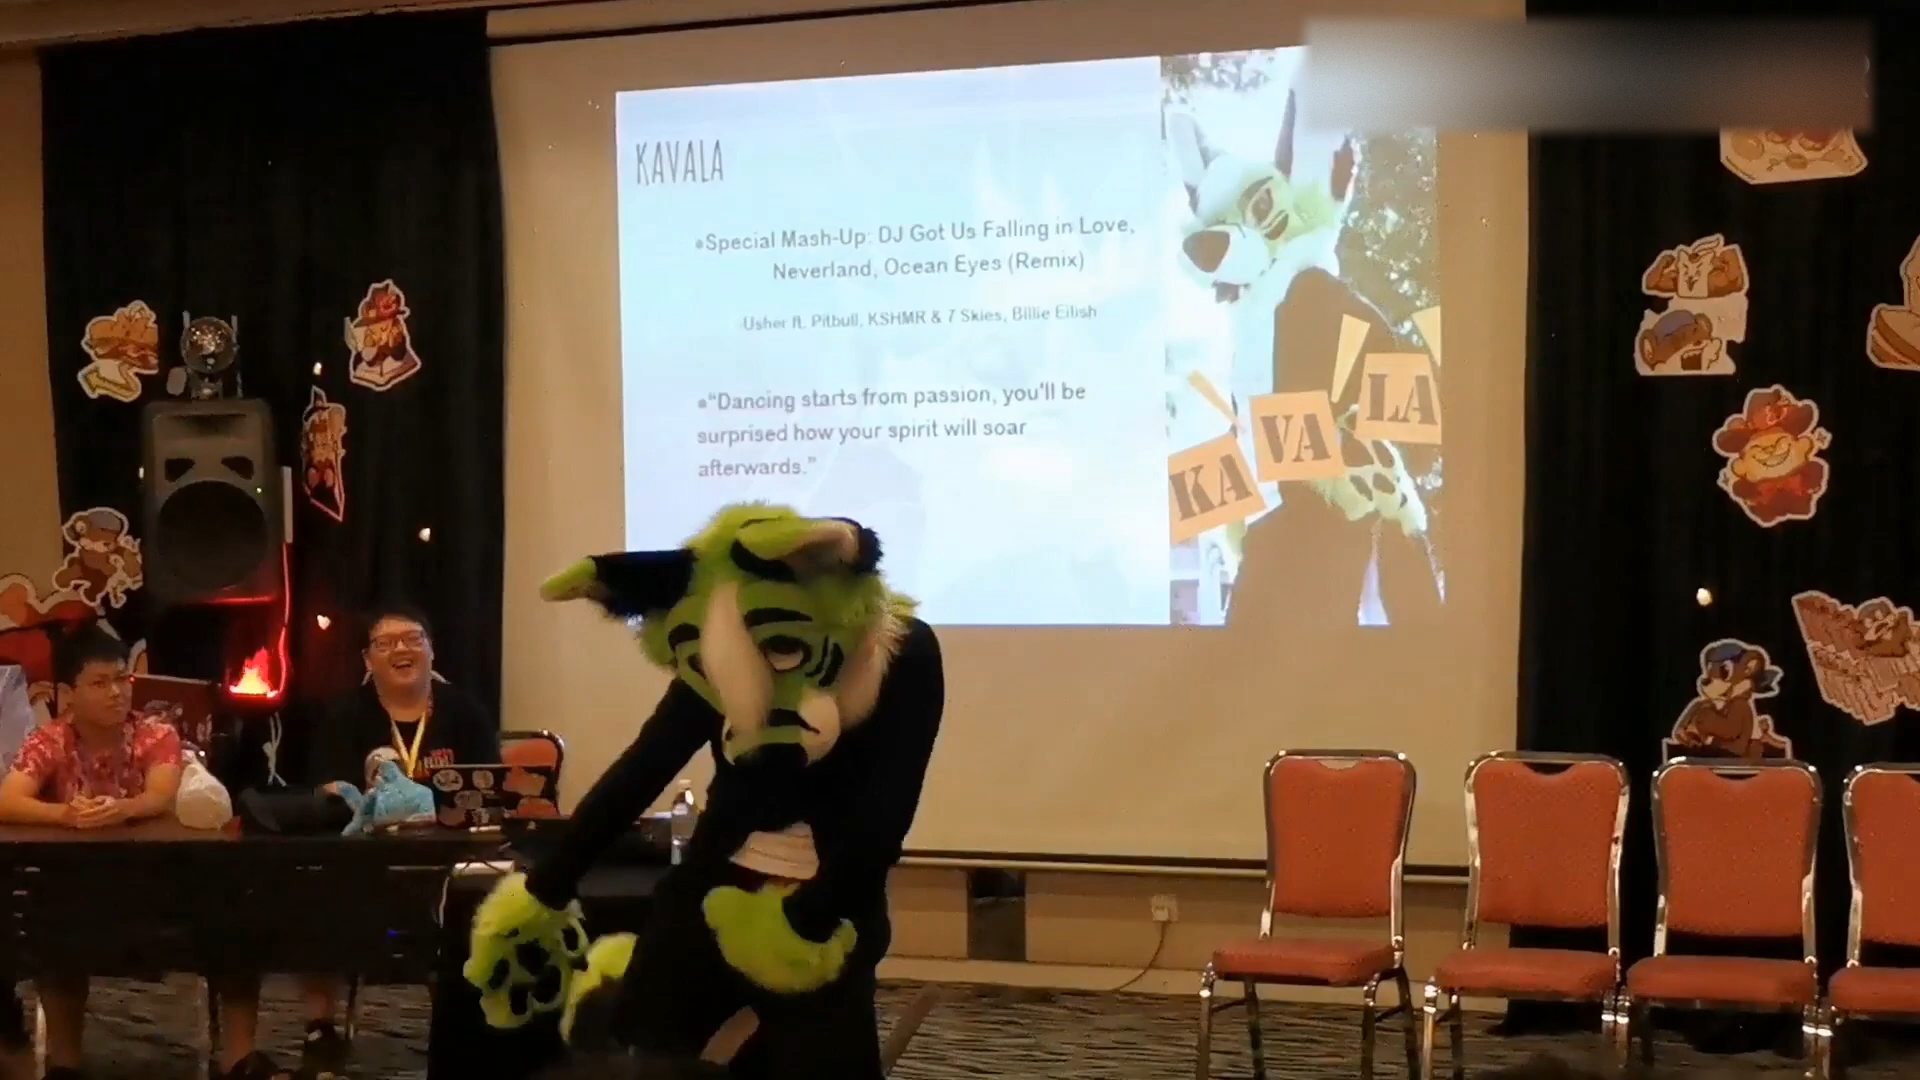 KAVALA
•Special Mash-Up: DJ Got Us Falling in Love,
Neverland, Ocean Eyes (Remix)
Usher ft. Pitbull, KSHMR & 7 Skies, Billie Eilish
•"Dancing starts from passion, you'll be
surprised how your spirit will soar
afterwards."
KA VA LA